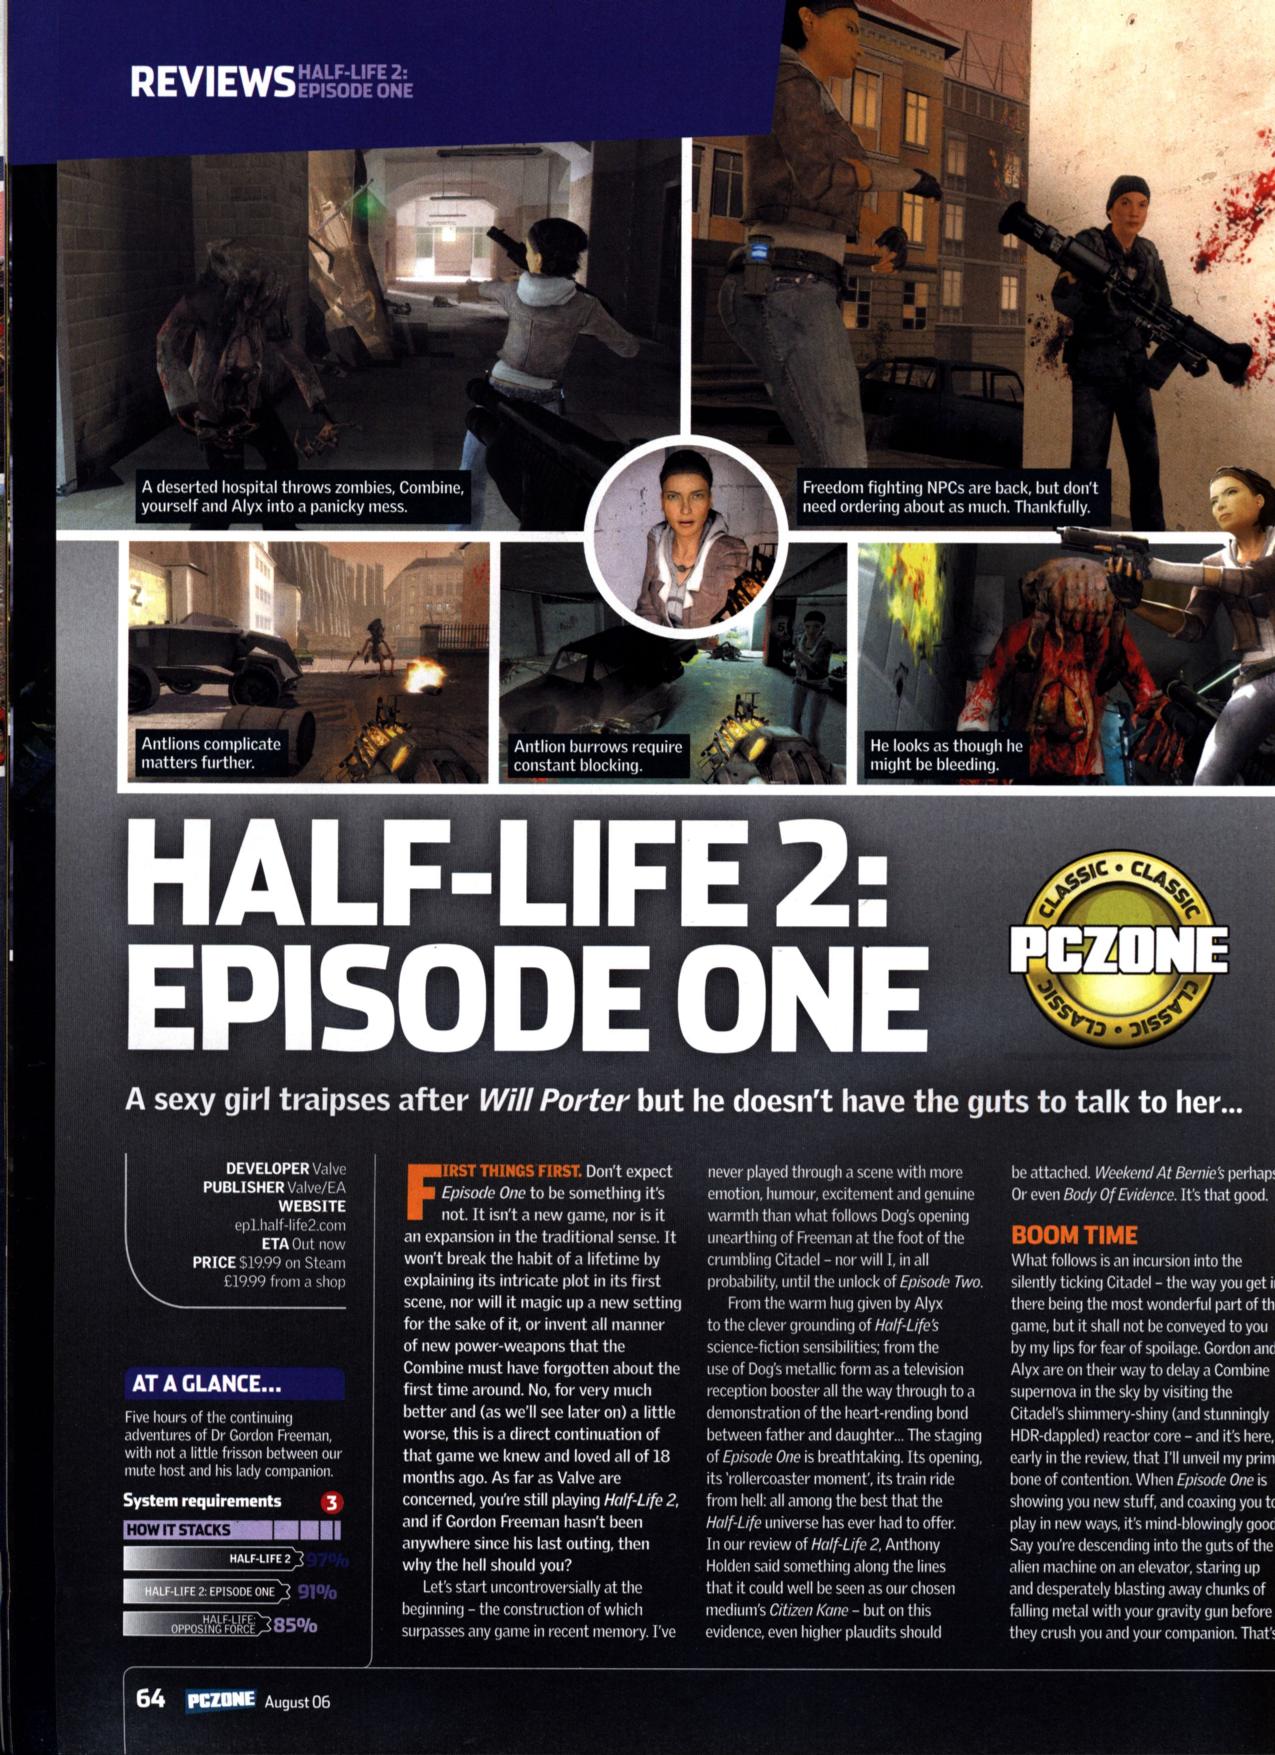 REVIEWS HALF-LIFE 2:
EPISODE ONE
A deserted hospital throws zombies, Combine,
yourself and Alyx into a panicky mess.
Freedom fighting NPCs are back, but don't
need ordering about as much. Thankfully.
Antlions complicate
matters further.
Antlion burrows require
constant blocking.
He looks as though he
might be bleeding.
HALF-LIFE 2:
EPISODE ONE
CLASSIC • CLASSIC
PCZONE
CLASSIC • CLASSIC
A sexy girl traipses after Will Porter but he doesn't have the guts to talk to her...
DEVELOPER Valve
PUBLISHER Valve/EA
WEBSITE
ep1.half-life2.com
ETA Out now
PRICE $19.99 on Steam
£19.99 from a shop
AT A GLANCE...
Five hours of the continuing
adventures of Dr Gordon Freeman,
with not a little frisson between our
mute host and his lady companion.
System requirements 3
HOW IT STACKS
HALF-LIFE 2 97%
HALF-LIFE 2: EPISODE ONE 91%
HALF-LIFE:
OPPOSING FORCE 85%
FIRST THINGS FIRST. Don't expect
Episode One to be something it's
not. It isn't a new game, nor is it
an expansion in the traditional sense. It
won't break the habit of a lifetime by
explaining its intricate plot in its first
scene, nor will it magic up a new setting
for the sake of it, or invent all manner
of new power-weapons that the
Combine must have forgotten about the
first time around. No, for very much
better and (as we'll see later on) a little
worse, this is a direct continuation of
that game we knew and loved all of 18
months ago. As far as Valve are
concerned, you're still playing Half-Life 2,
and if Gordon Freeman hasn't been
anywhere since his last outing, then
why the hell should you?
Let's start uncontroversially at the
beginning – the construction of which
surpasses any game in recent memory. I've
never played through a scene with more
emotion, humour, excitement and genuine
warmth than what follows Dog's opening
unearthing of Freeman at the foot of the
crumbling Citadel – nor will I, in all
probability, until the unlock of Episode Two.
From the warm hug given by Alyx
to the clever grounding of Half-Life's
science-fiction sensibilities; from the
use of Dog's metallic form as a television
reception booster all the way through to a
demonstration of the heart-rending bond
between father and daughter... The staging
of Episode One is breathtaking. Its opening,
its 'rollercoaster moment', its train ride
from hell: all among the best that the
Half-Life universe has ever had to offer.
In our review of Half-Life 2, Anthony
Holden said something along the lines
that it could well be seen as our chosen
medium's Citizen Kane – but on this
evidence, even higher plaudits should
be attached. Weekend At Bernie's perhaps
Or even Body Of Evidence. It's that good.
BOOM TIME
What follows is an incursion into the
silently ticking Citadel – the way you get i
there being the most wonderful part of th
game, but it shall not be conveyed to you
by my lips for fear of spoilage. Gordon and
Alyx are on their way to delay a Combine
supernova in the sky by visiting the
Citadel's shimmery-shiny (and stunningly
HDR-dappled) reactor core – and it's here,
early in the review, that I'll unveil my prim
bone of contention. When Episode One is
showing you new stuff, and coaxing you to
play in new ways, it's mind-blowingly good
Say you're descending into the guts of the
alien machine on an elevator, staring up
and desperately blasting away chunks of
falling metal with your gravity gun before
they crush you and your companion. That's
64 PCZONE August 06